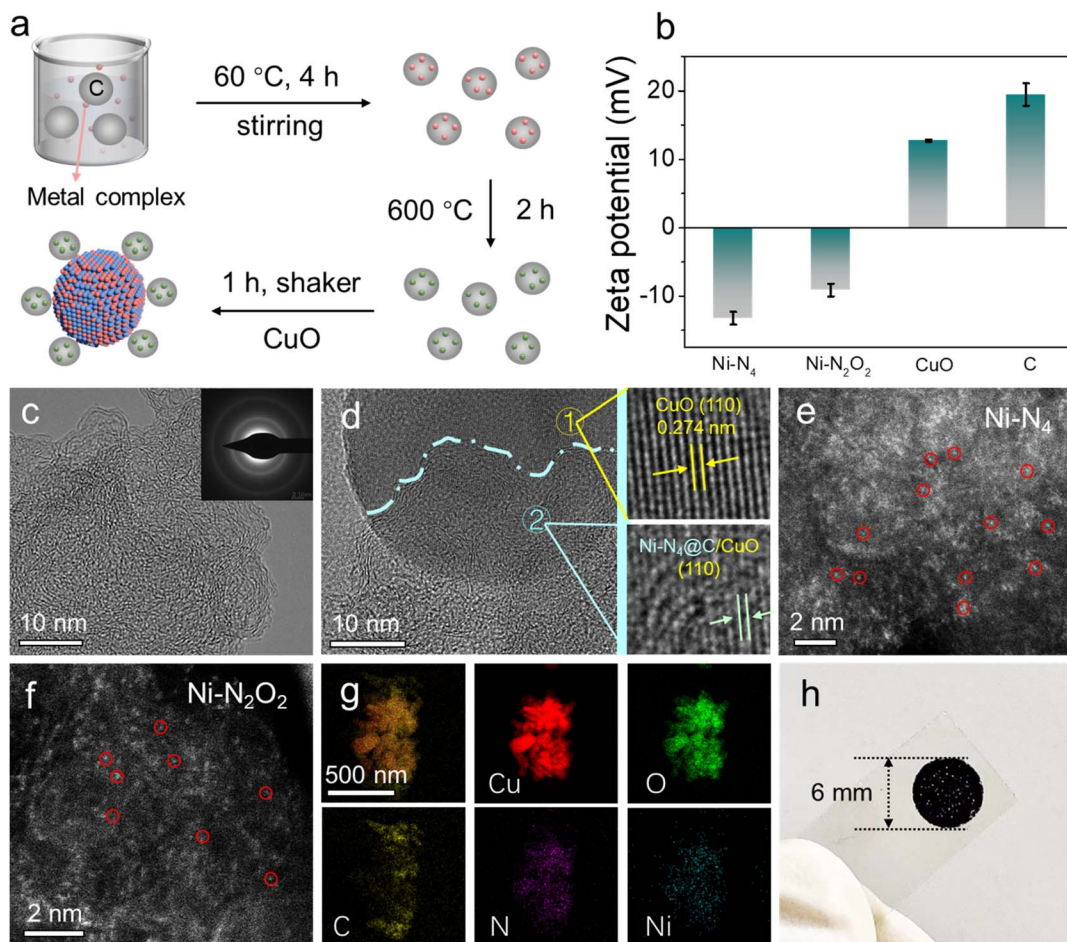 a
C
60 °C, 4 h
stirring
Metal complex
600 °C
2 h
1 h, shaker
CuO
b
Zeta potential (mV)
20
10
0
-10
Ni-N₄
Ni-N₂O₂
CuO
C
c
10 nm
d
1
2
10 nm
CuO (110)
0.274 nm
Ni-N₄@C/CuO
(110)
e
Ni-N₄
2 nm
f
Ni-N₂O₂
2 nm
g
500 nm
Cu
O
C
N
Ni
h
6 mm